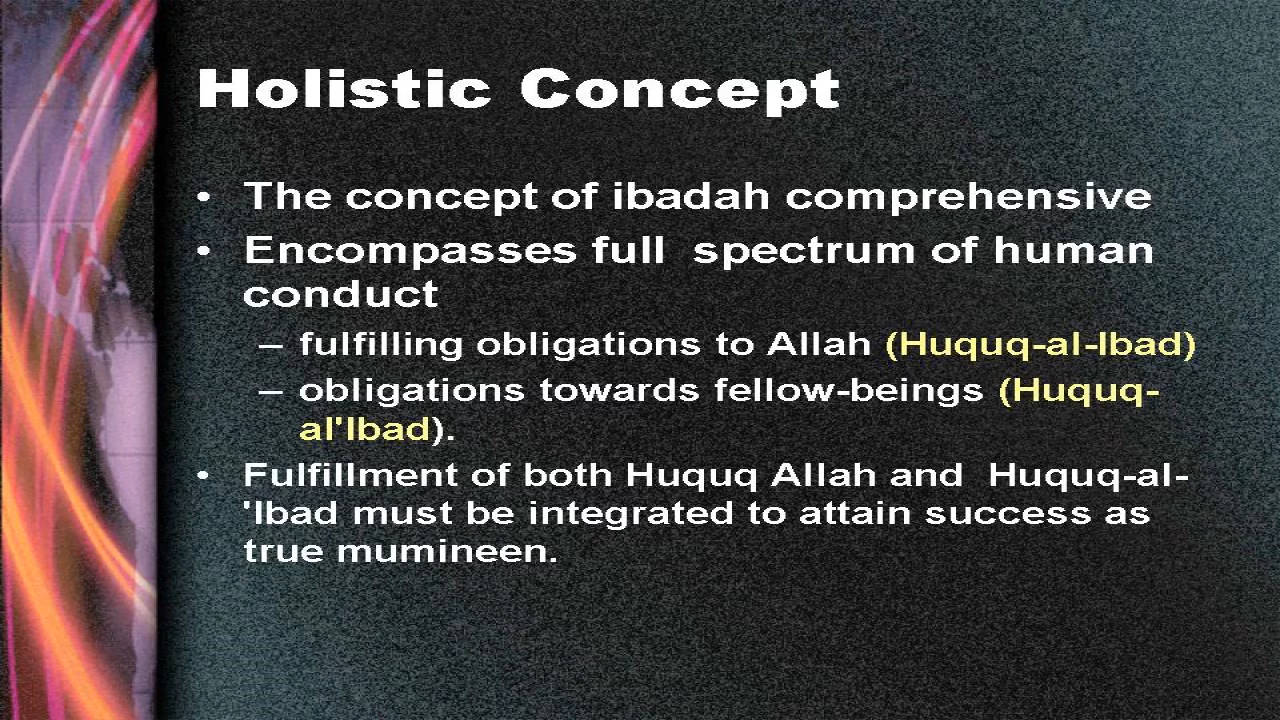 Holistic Concept
• The concept of ibadah comprehensive
• Encompasses full spectrum of human
conduct
– fulfilling obligations to Allah (Huquq-al-Ibad)
– obligations towards fellow-beings (Huquq-
al'Ibad).
• Fulfillment of both Huquq Allah and Huquq-al-
'Ibad must be integrated to attain success as
true mumineen.